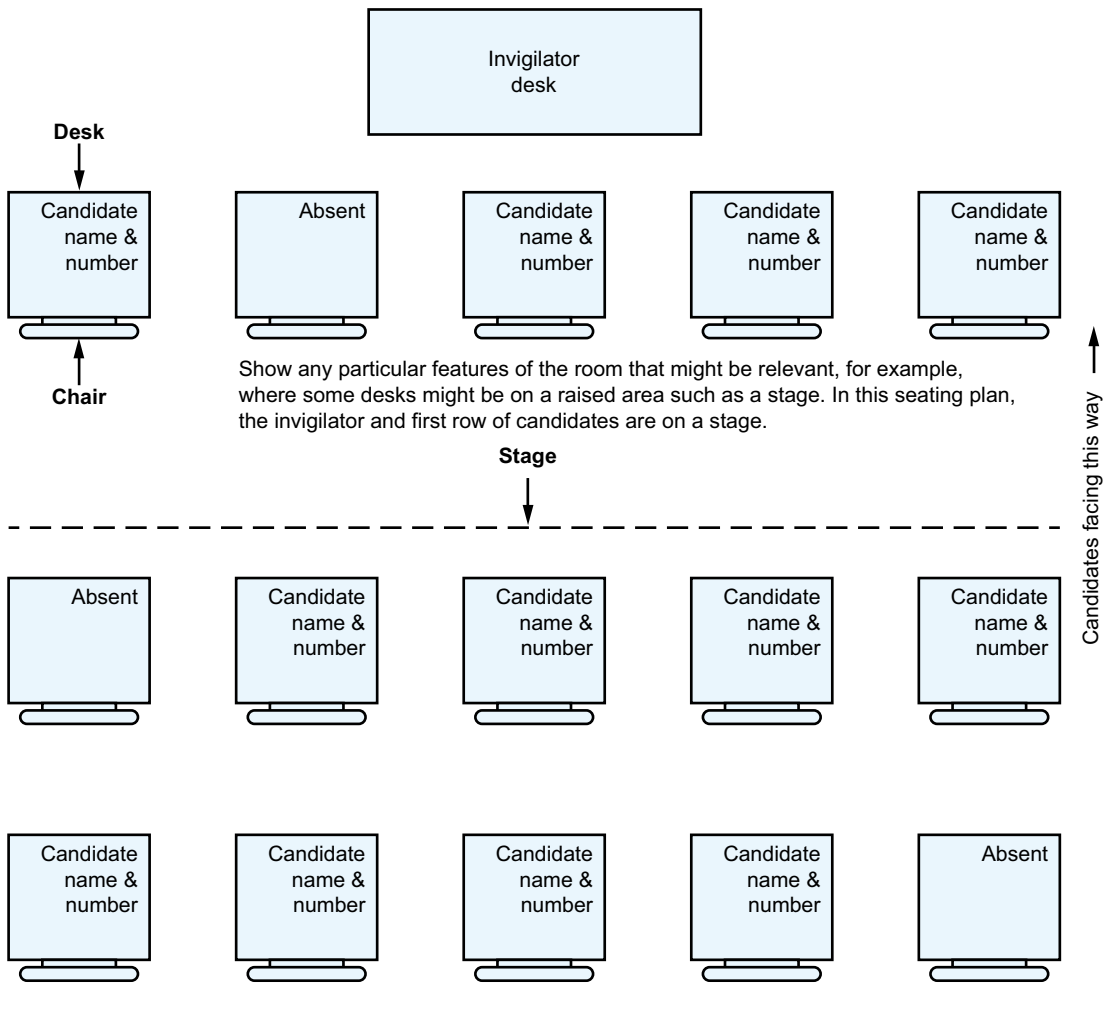 Invigilator
desk
Desk
Candidate
name &
number
Absent
Candidate
name &
number
Candidate
name &
number
Candidate
name &
number
Chair
Show any particular features of the room that might be relevant, for example,
where some desks might be on a raised area such as a stage. In this seating plan,
the invigilator and first row of candidates are on a stage.
Stage
Candidates facing this way
Absent
Candidate
name &
number
Candidate
name &
number
Candidate
name &
number
Candidate
name &
number
Candidate
name &
number
Candidate
name &
number
Candidate
name &
number
Candidate
name &
number
Absent